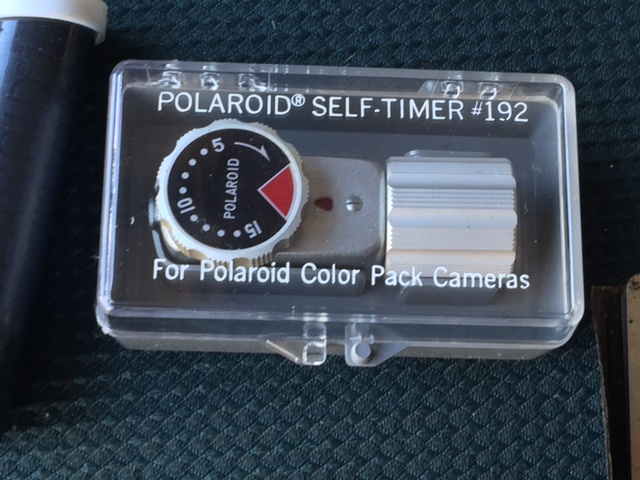 POLAROID® SELF-TIMER #192
5
POLAROID
10
15
For Polaroid Color Pack Cameras